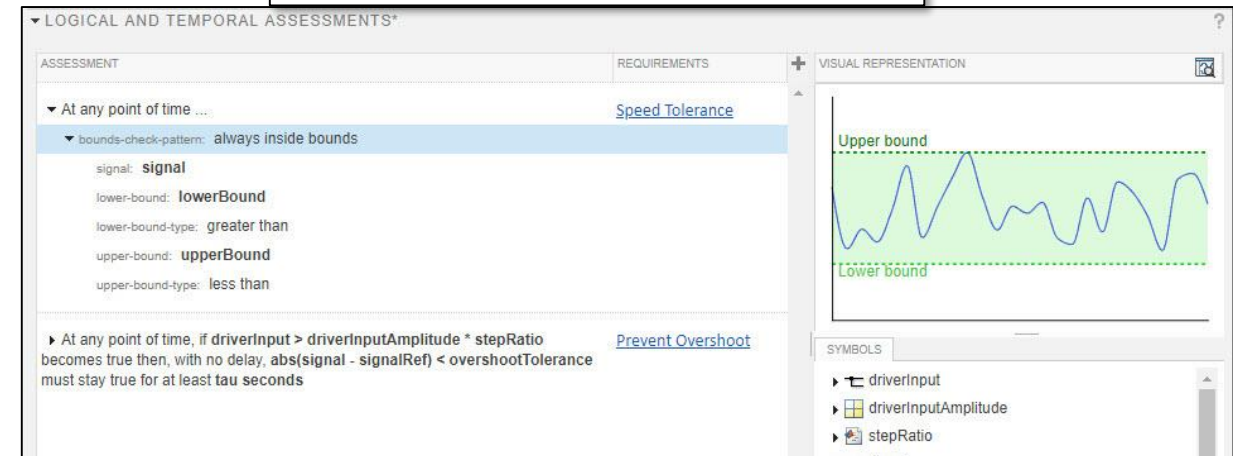 LOGICAL AND TEMPORAL ASSESSMENTS*
?
ASSESSMENT
REQUIREMENTS
VISUAL REPRESENTATION
At any point of time ...
Speed Tolerance
bounds-check-pattern: always inside bounds
signal: signal
lower-bound: lowerBound
lower-bound-type: greater than
upper-bound: upperBound
upper-bound-type: less than
Upper bound
Lower bound
At any point of time, if driverInput > driverInputAmplitude * stepRatio
becomes true then, with no delay, abs(signal - signalRef) < overshootTolerance
must stay true for at least tau seconds
Prevent Overshoot
SYMBOLS
driverInput
driverInputAmplitude
stepRatio